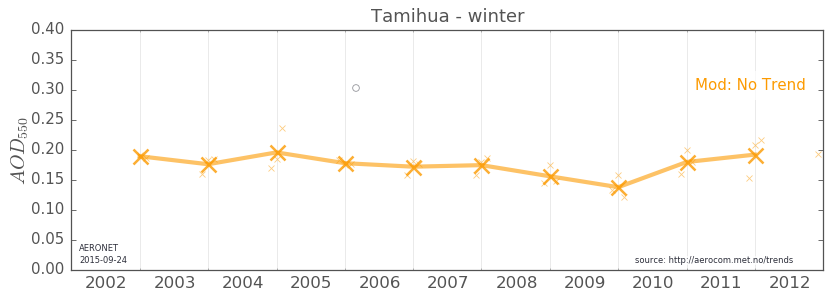 Tamihua - winter
0.40
0.35
0.30
0.25
0.20
0.15
0.10
0.05
0.00
AOD550
Mod: No Trend
AERONET
2015-09-24
source: http://aerocom.met.no/trends
2002 2003 2004 2005 2006 2007 2008 2009 2010 2011 2012